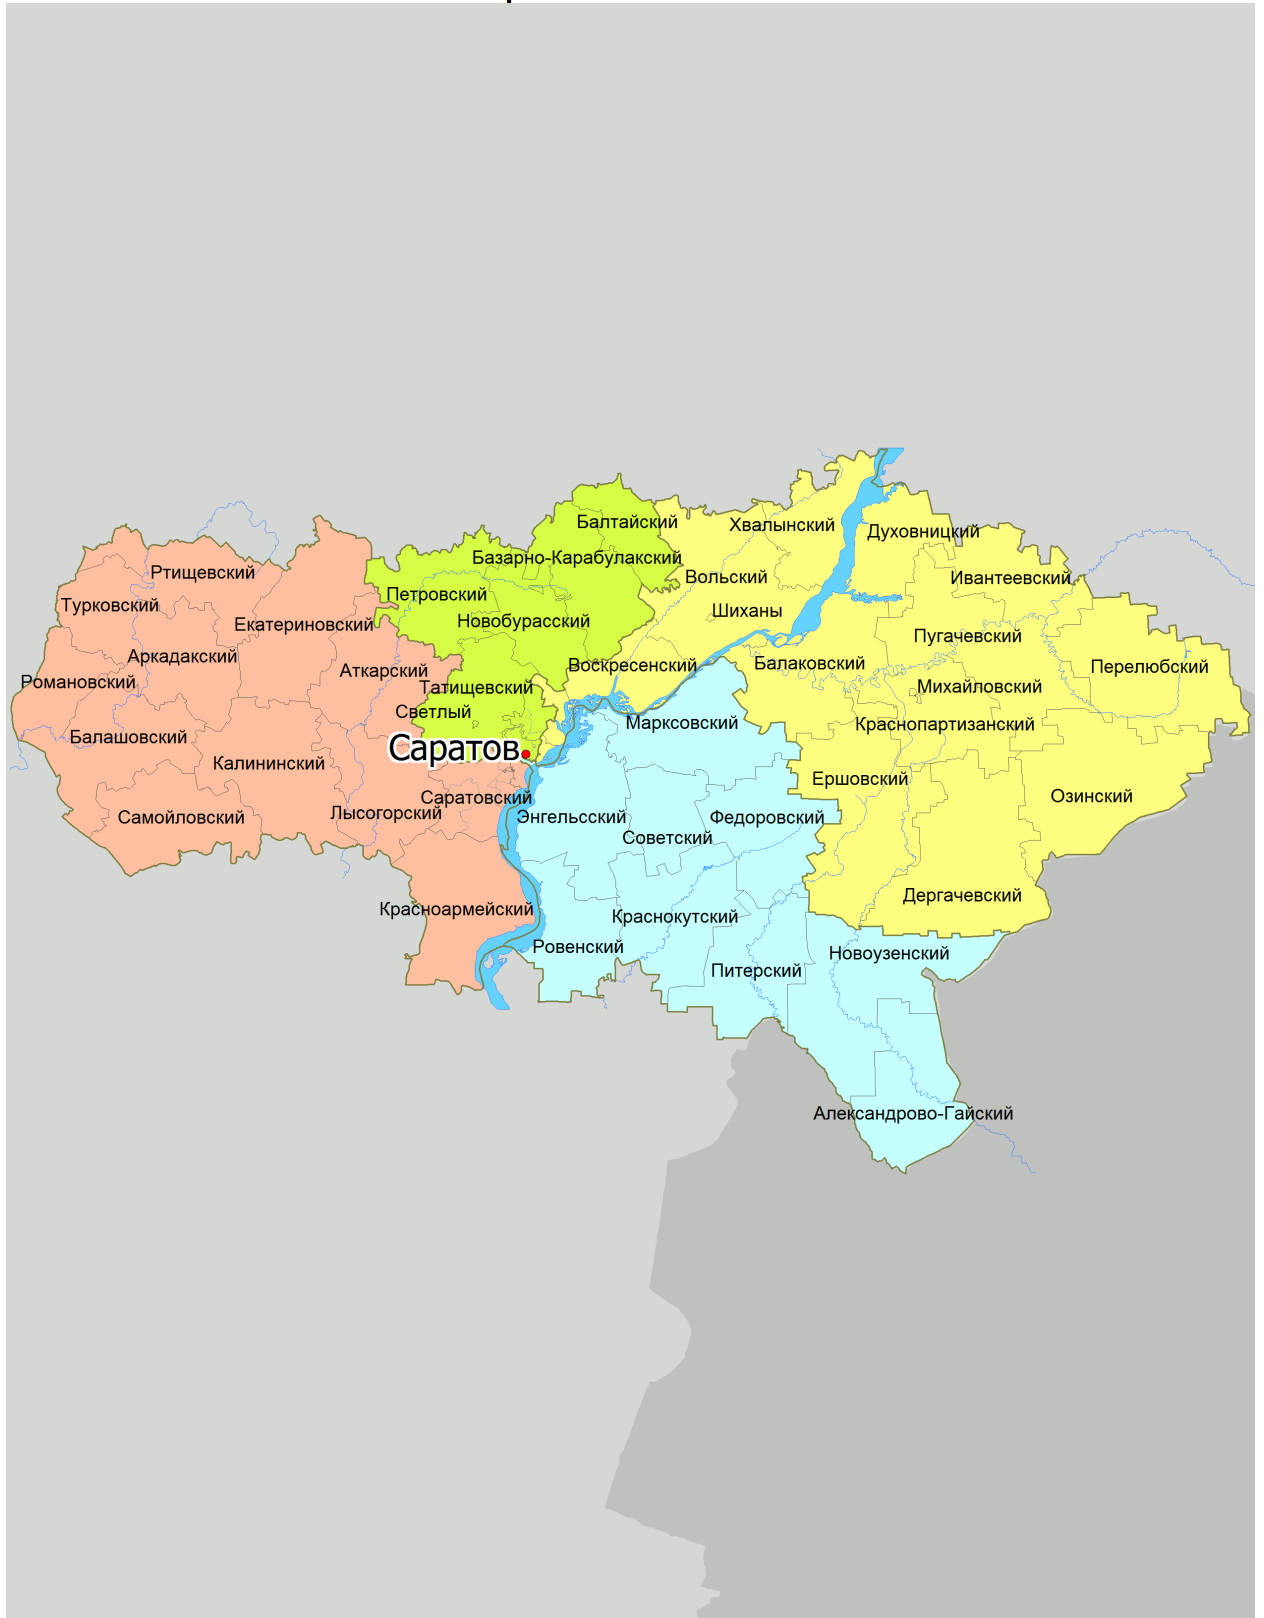 Балтайский
Хвалынский
Духовницкий
Базарно-Карабулакский
Ртищевский
Вольский
Ивантеевский
Петровский
Турковский
Шиханы
Екатериновский
Новобурасский
Пугачевский
Аркадакский
Аткарский
Воскресенский
Балаковский
Перелюбский
Романовский
Татищевский
Михайловский
Светлый
Марксовский
Краснопартизанский
Балашовский
Саратов
Калининский
Ершовский
Саратовский
Озинский
Самойловский
Лысогорский
Энгельсский
Федоровский
Советский
Дергачевский
Красноармейский
Краснокутский
Ровенский
Новоузенский
Питерский
Александрово-Гайский